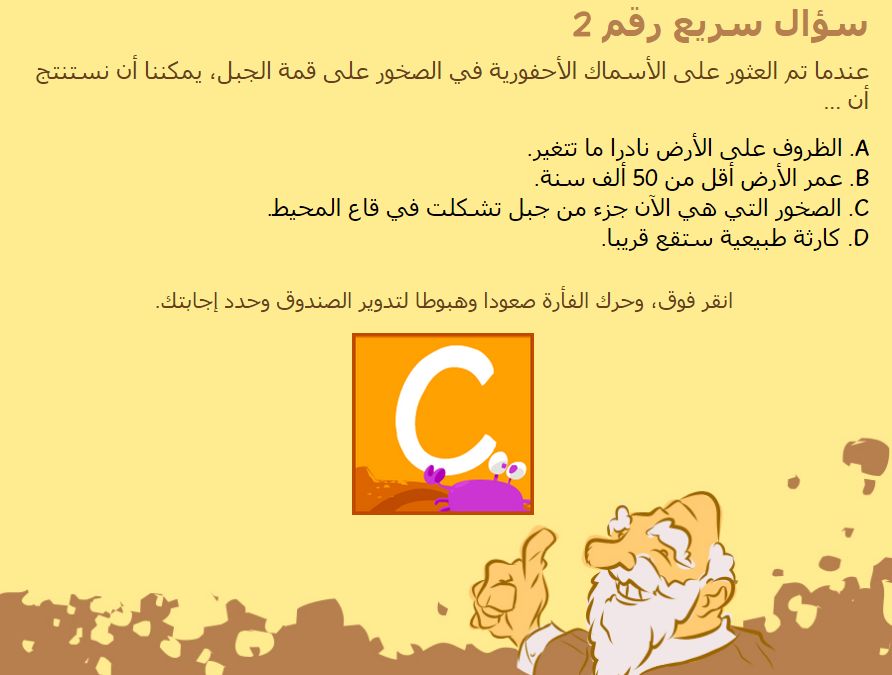 سؤال سريع رقم 2
عندما تم العثور على الأسماك الأحفورية في الصخور على قمة الجبل، يمكننا أن نستنتج
أن ...
A. الظروف على الأرض نادرا ما تتغير.
B. عمر الأرض أقل من 50 ألف سنة.
C. الصخور التي هي الآن جزء من جبل تشكلت في قاع المحيط.
D. كارثة طبيعية ستقع قريبا.
انقر فوق، وحرك الفأرة صعودا وهبوطا لتدوير الصندوق وحدد إجابتك.
C